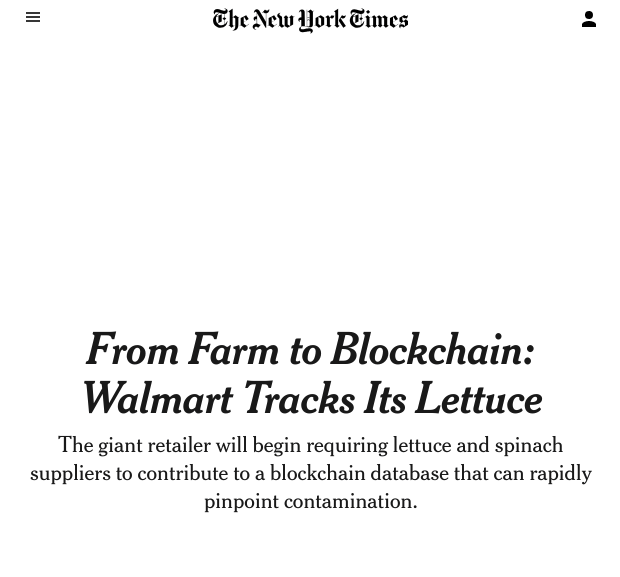 The New York Times
From Farm to Blockchain:
Walmart Tracks Its Lettuce
The giant retailer will begin requiring lettuce and spinach
suppliers to contribute to a blockchain database that can rapidly
pinpoint contamination.